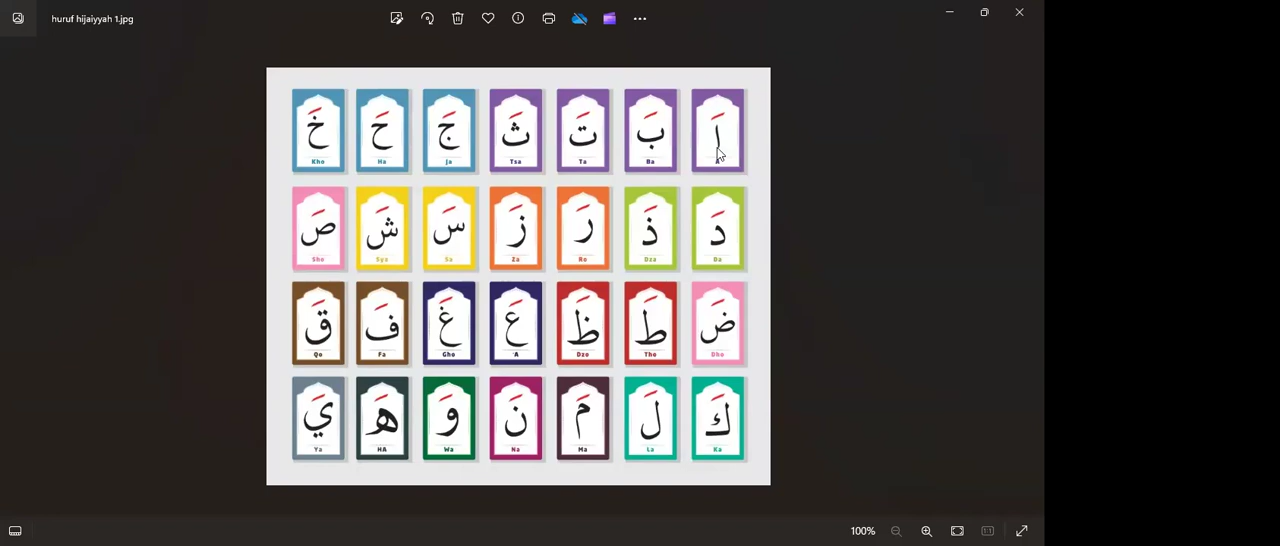 huruf hijaiyyah 1.jpg
اَ بَ تَ ثَ جَ حَ خَ
A Ba Ta Tsa Ja Ha Kho
دَ ذَ رَ زَ سَ شَ صَ
Da Dza Ro Za Sa Sya Sho
ضَ طَ ظَ عَ غَ فَ قَ
Dho Tho Dzo 'A Gho Fa Qo
كَ لَ مَ نَ وَ هَ يَ
Ka La Ma Na Wa HA Ya
100%